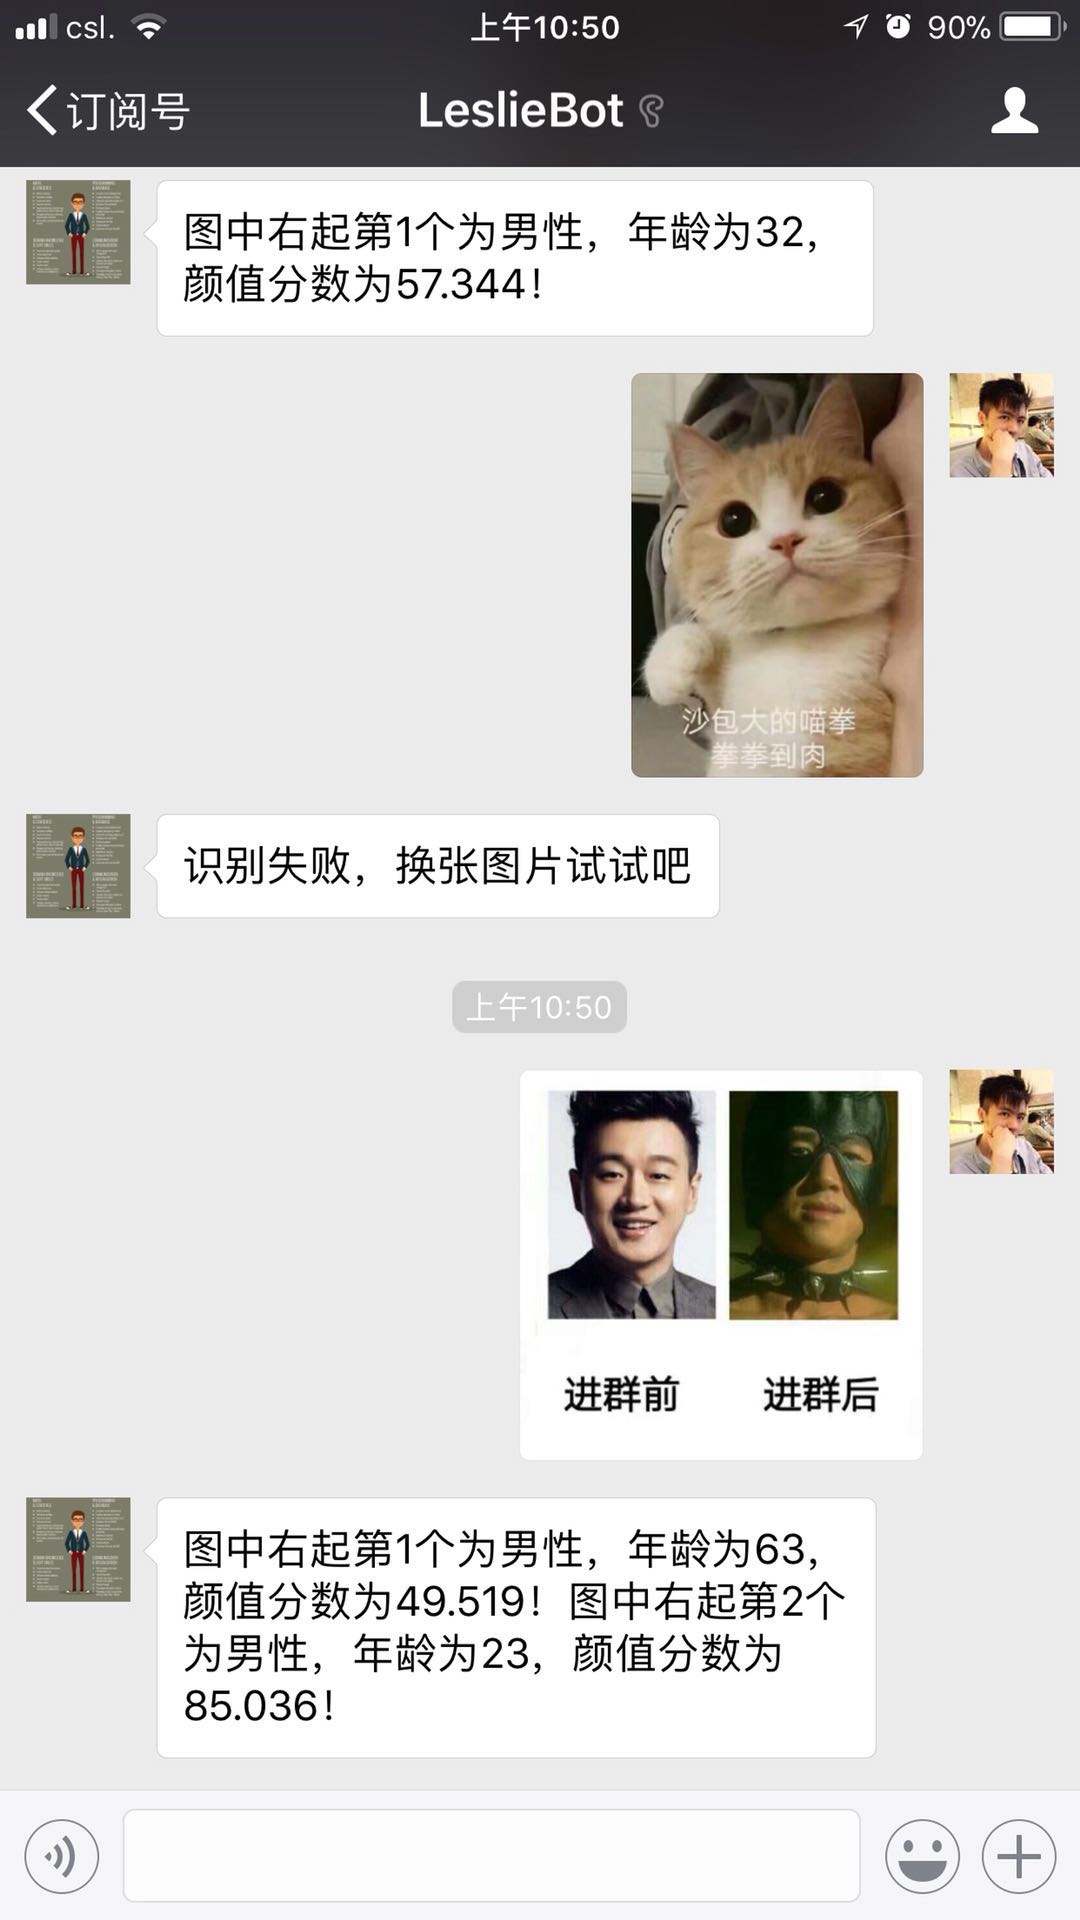 csl.
上午10:50
90%
订阅号
LeslieBot
图中右起第1个为男性，年龄为32，
颜值分数为57.344！
沙包大的喵拳
拳拳到肉
识别失败，换张图片试试吧
上午10:50
进群前
进群后
图中右起第1个为男性，年龄为63，
颜值分数为49.519！图中右起第2个
为男性，年龄为23，颜值分数为
85.036！